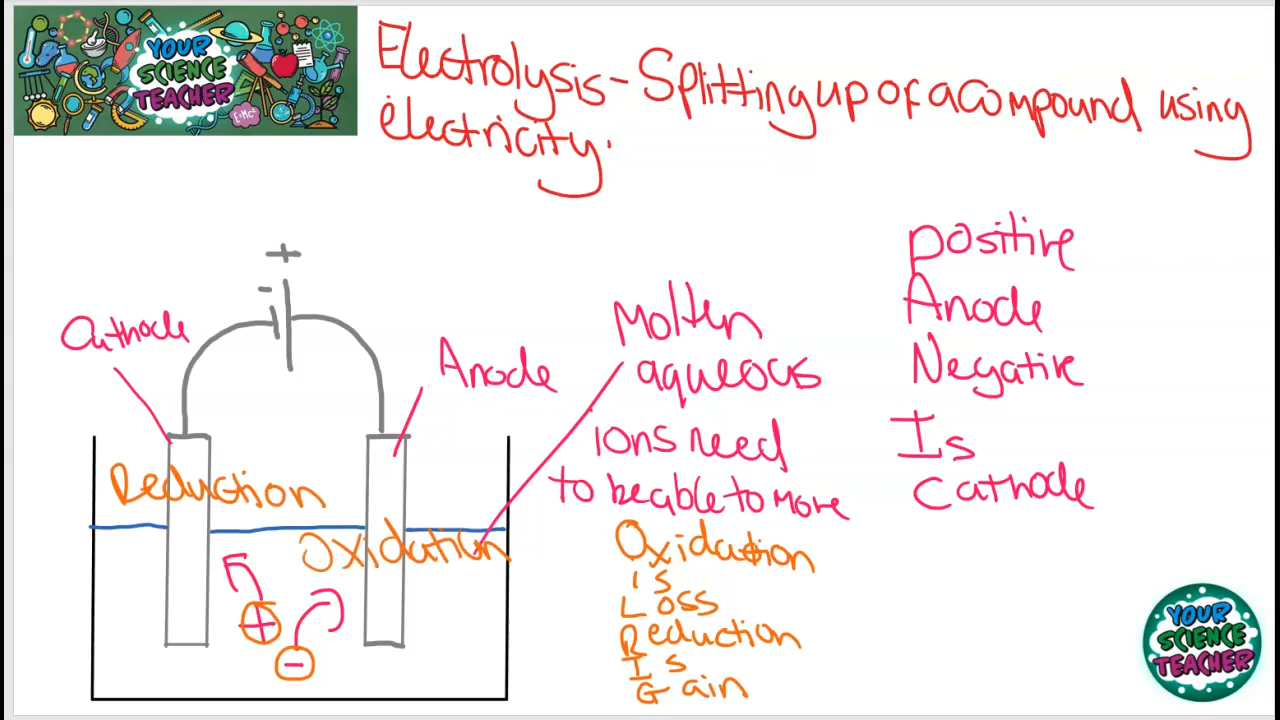 YOUR
SCIENCE
TEACHER
Electrolysis - Splitting up of a compound using
electricity.
+
-
Cathode
Anode
Reduction
Oxidation
+
-
Molten
aqueous
ions need
to be able to move
Oxidation
Is
Loss
Reduction
Is
Gain
positive
Anode
Negative
Is
Cathode
YOUR
SCIENCE
TEACHER